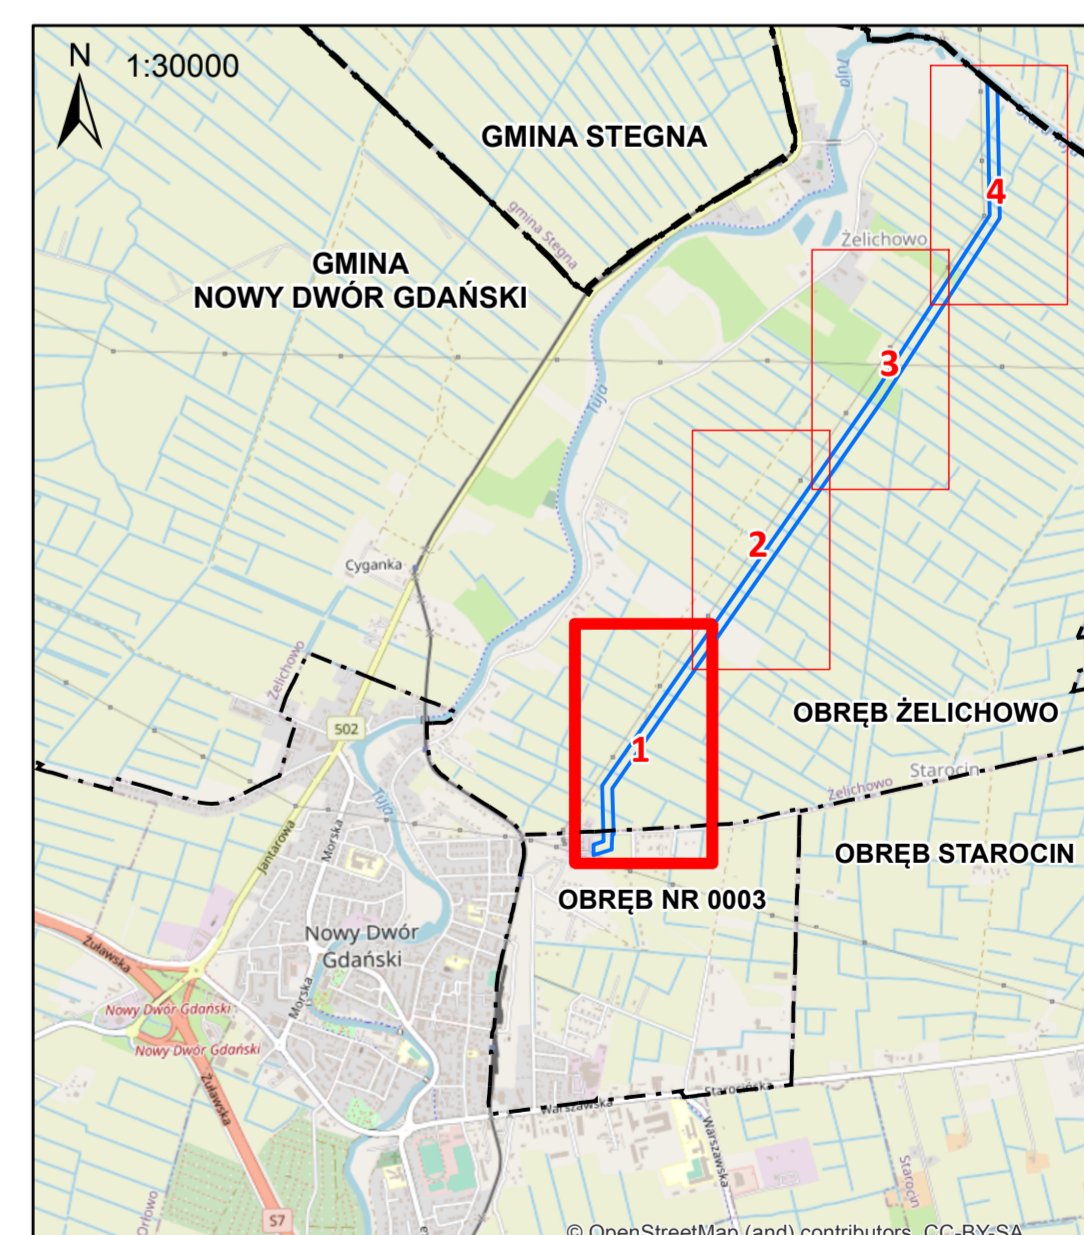 N
1:30000
GMINA STEGNA
Tuja
Stara Tuja
4
gmina Stegna
Żelichowo
GMINA
NOWY DWÓR GDAŃSKI
3
Tuja
2
Cyganka
Żelichowo
OBRĘB ŻELICHOWO
502
1
Starocin
Żelichowo
Tuja
Jantarowa
Morska
OBRĘB STAROCIN
OBRĘB NR 0003
Nowy Dwór
Gdański
Żuławska
Morska
Nowy Dwór Gdański
Nowy Dwór Gdański
Żuławska
Starocińska
Warszawska
Warszawska
Starocin
Orłowo
S7
© OpenStreetMap (and) contributors, CC-BY-SA